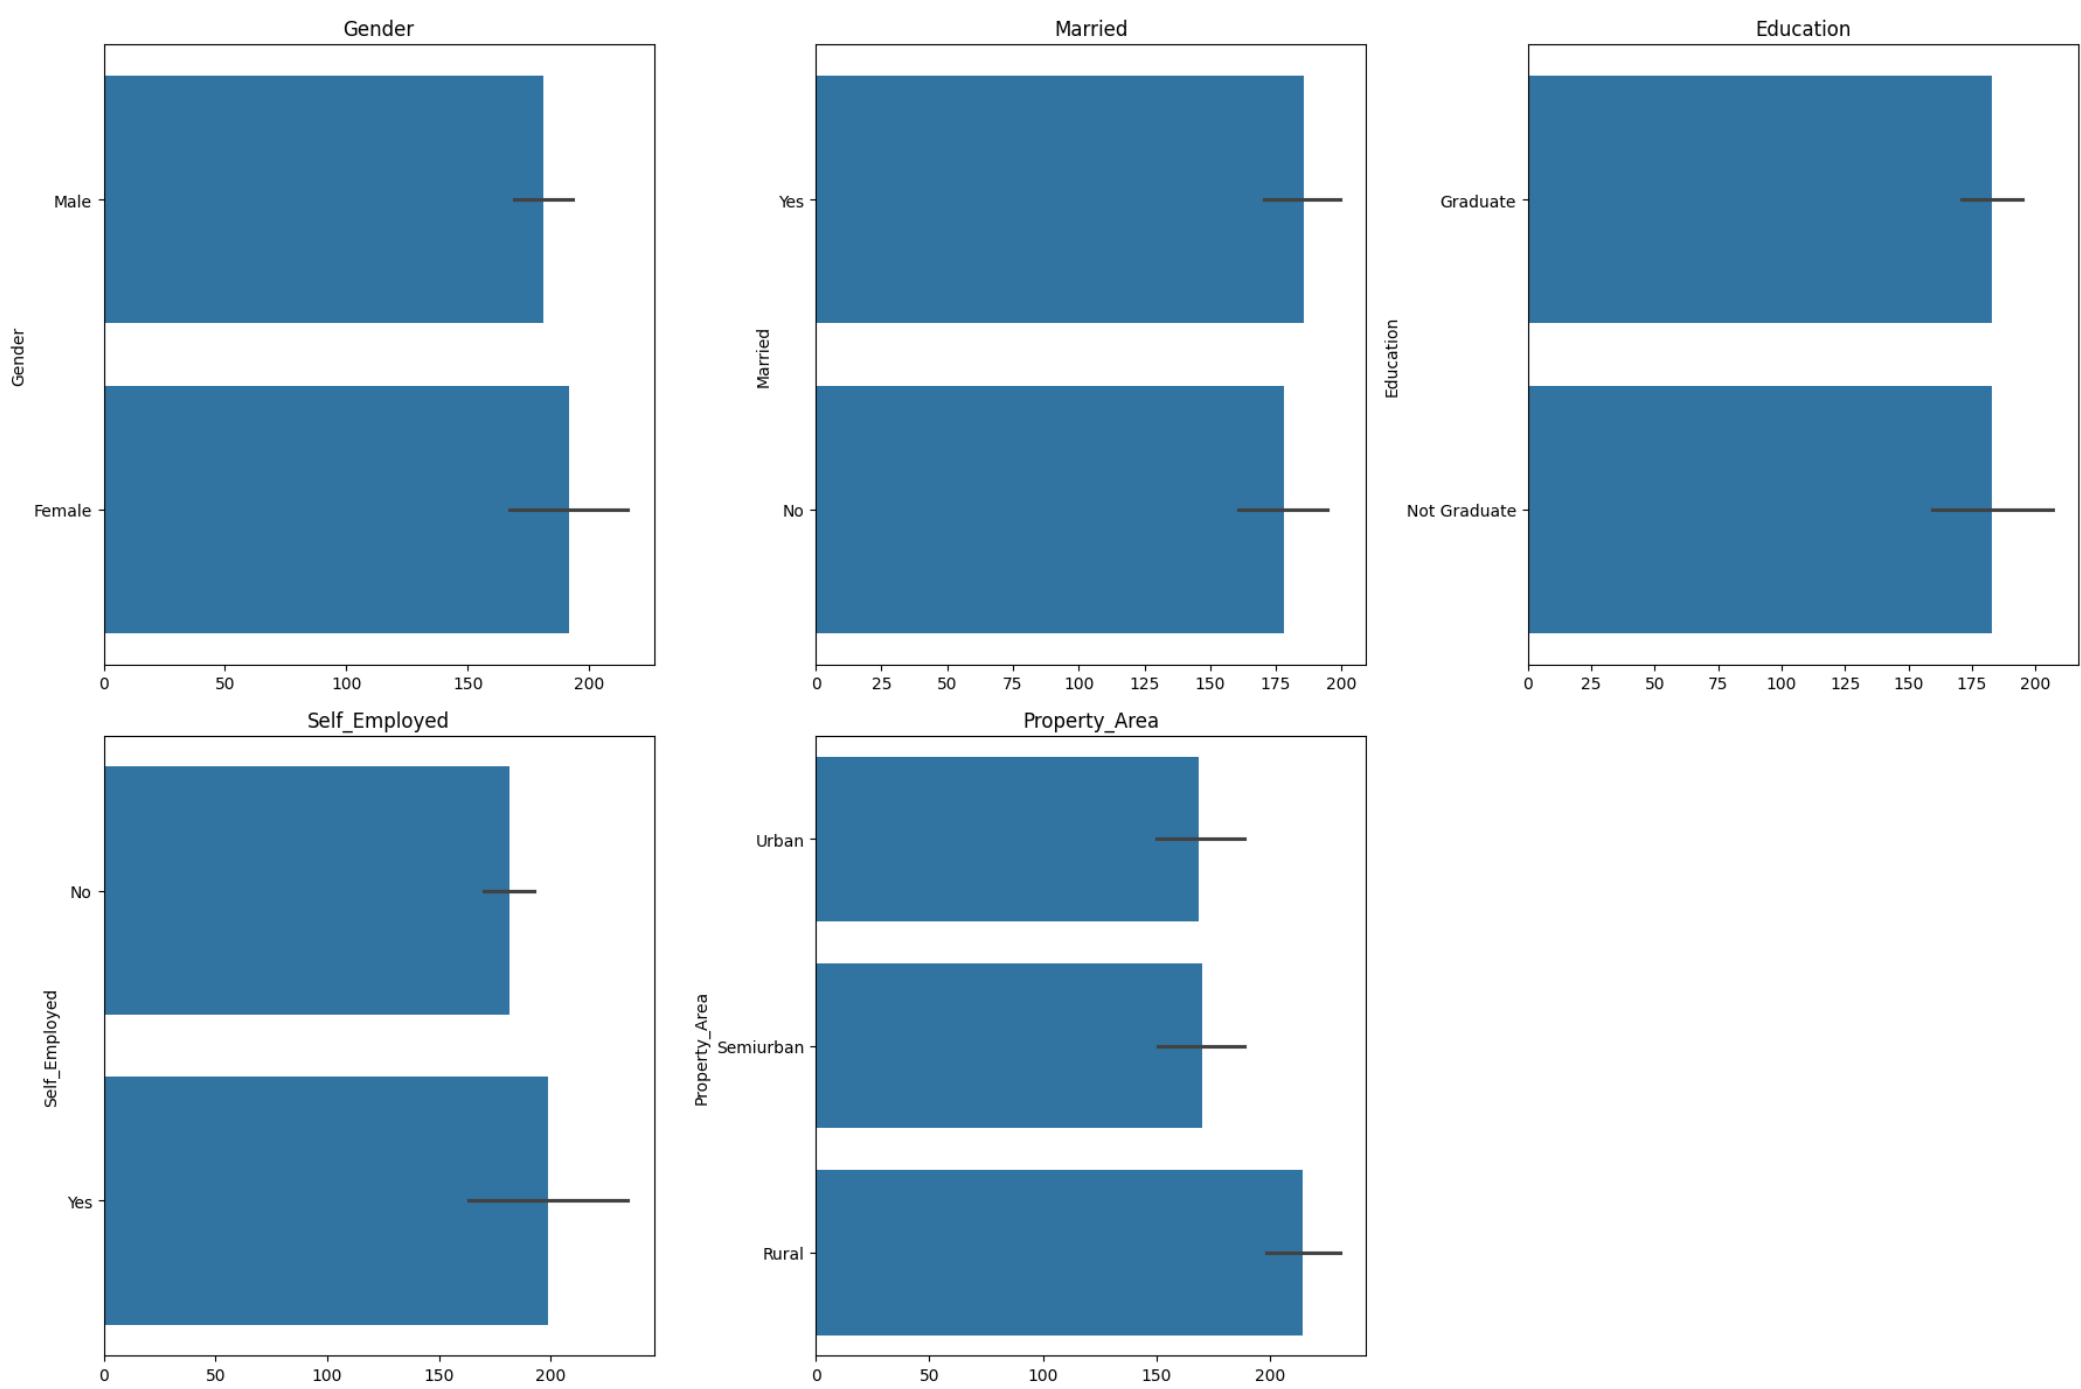 Gender
Male
Female
Gender
0 50 100 150 200
Married
Yes
No
Married
0 25 50 75 100 125 150 175 200
Education
Graduate
Not Graduate
Education
0 25 50 75 100 125 150 175 200
Self_Employed
No
Yes
Self_Employed
0 50 100 150 200
Property_Area
Urban
Semiurban
Rural
Property_Area
0 50 100 150 200